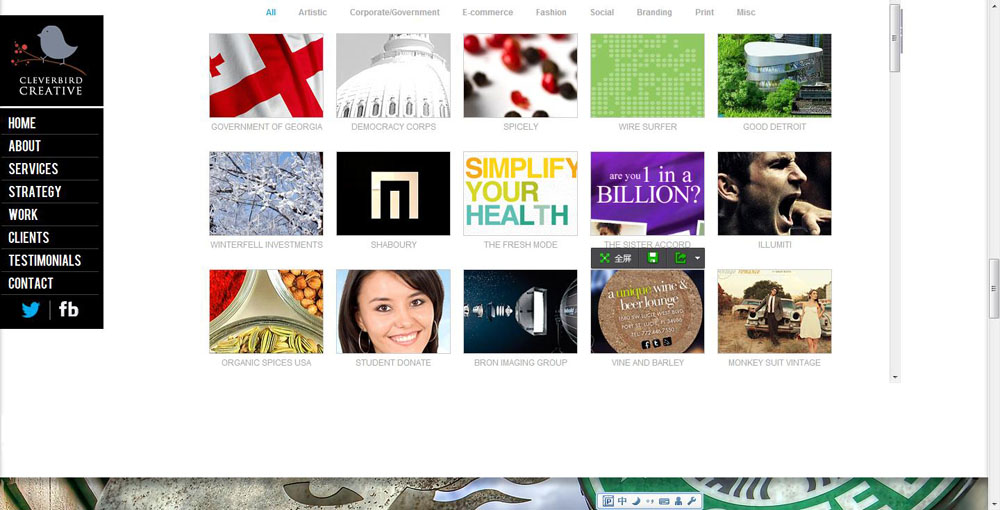 All Artistic Corporate/Government E-commerce Fashion Social Branding Print Misc
CLEVERBIRD
CREATIVE
HOME
ABOUT
SERVICES
STRATEGY
WORK
CLIENTS
TESTIMONIALS
CONTACT
fb
GOVERNMENT OF GEORGIA
DEMOCRACY CORPS
SPICELY
WIRE SURFER
GOOD DETROIT
SIMPLIFY
YOUR
HEALTH
are you 1 in a
BILLION?
WINTERFELL INVESTMENTS
SHABOURY
THE FRESH MODE
THE SISTER ACCORD
ILLUMITI
全屏
a unique wine &
beer lounge
ORGANIC SPICES USA
STUDENT DONATE
BRON IMAGING GROUP
VINE AND BARLEY
MONKEY SUIT VINTAGE
中